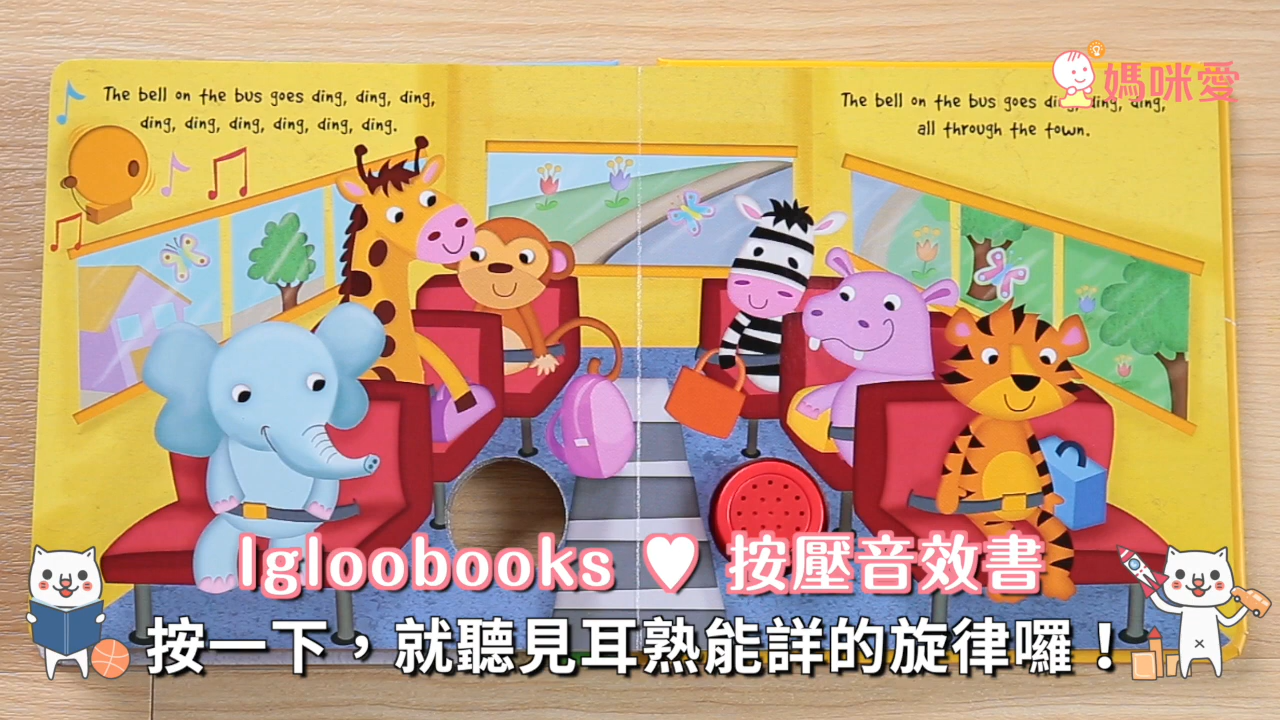 The bell on the bus goes ding, ding, ding,
ding, ding, ding, ding, ding, ding.
媽咪愛
The bell on the bus goes ding, ding, ding,
all through the town.
Igloobooks ♥ 按壓音效書
按一下，就聽見耳熟能詳的旋律囉！